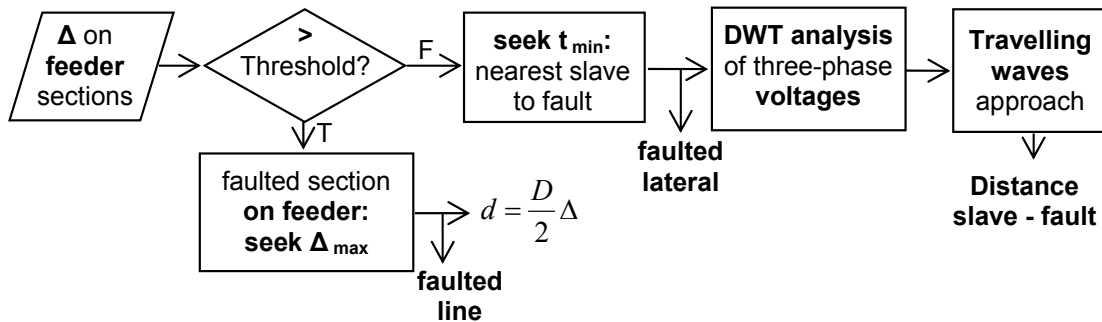 Δ on
feeder
sections
>
Threshold?
F
T
seek t min:
nearest slave
to fault
faulted
lateral
DWT analysis
of three-phase
voltages
Travelling
waves
approach
Distance
slave - fault
faulted section
on feeder:
seek Δ max
d = D/2 Δ
faulted
line